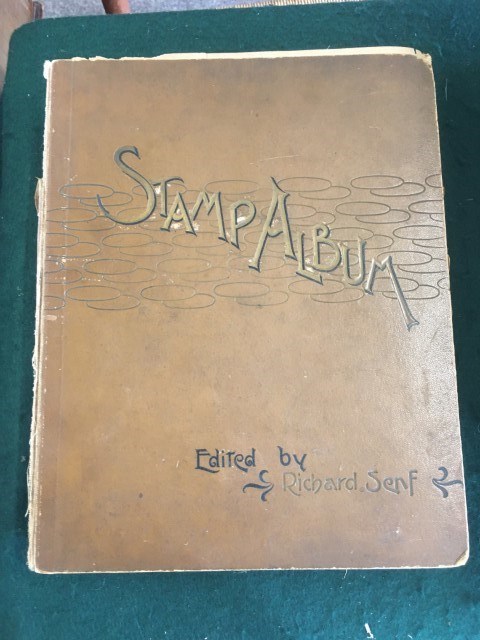 STAMP ALBUM
Edited by
Richard Senf